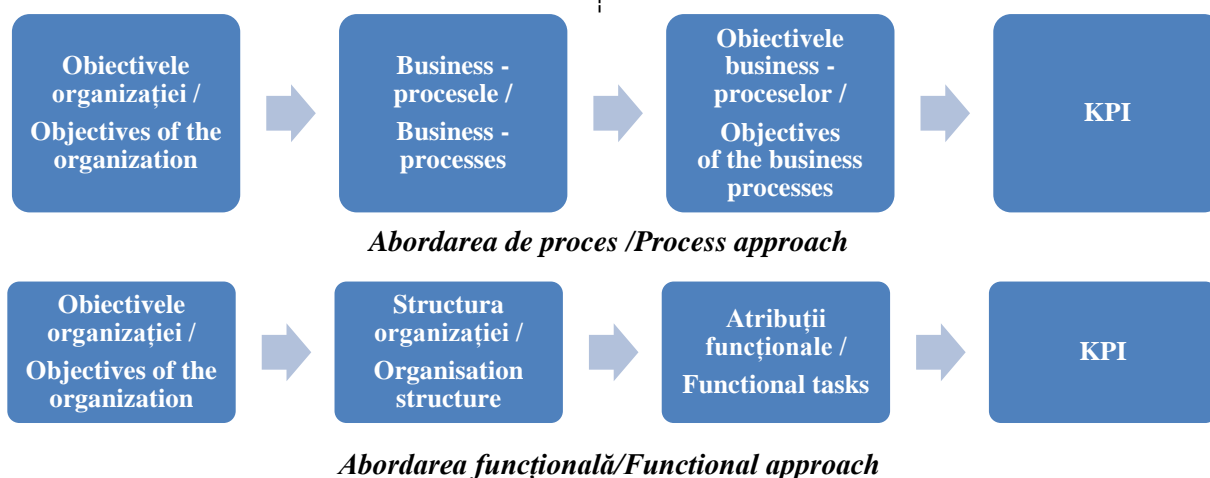 Obiectivele
organizației /
Objectives of the
organization
Business -
procesele /
Business -
processes
Obiectivele
business -
proceselor /
Objectives
of the business
processes
KPI
Abordarea de proces /Process approach
Obiectivele
organizației /
Objectives of the
organization
Structura
organizației /
Organisation
structure
Atribuții
funcționale /
Functional tasks
KPI
Abordarea funcțională/Functional approach